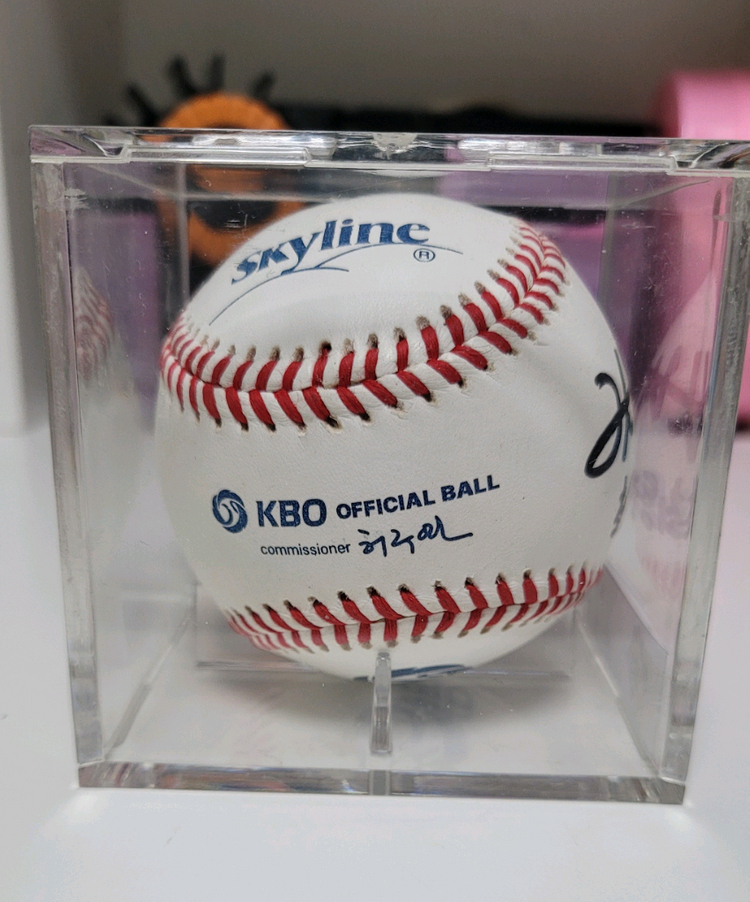 skyline
®
KBO OFFICIAL BALL
commissioner 허구연